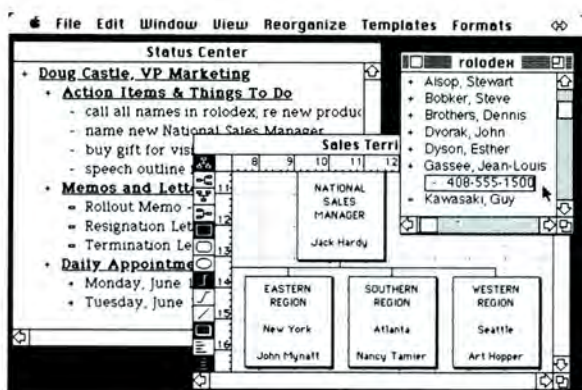 File Edit Window View Reorganize Templates Formats
Status Center
+ Doug Castle, VP Marketing
+ Action Items & Things To Do
- call all names in rolodex, re new produc
- name new National Sales Manager
- buy gift for vis
- speech outline
+ Memos and Lette
Rollout Memo -
Resignation Let
Termination Le
+ Daily Appointme
+ Monday, June 1
+ Tuesday, June
Sales Terri
8 9 10 11 12
11
12
13
14
15
16
NATIONAL
SALES
MANAGER
Jack Hardy
EASTERN
REGION
New York
John Mynatt
SOUTHERN
REGION
Atlanta
Nancy Tamler
WESTERN
REGION
Seattle
Art Hopper
rolodex
+ Alsop, Stewart
+ Bobker, Steve
+ Brothers, Dennis
+ Dvorak, John
+ Dyson, Esther
+ Gassee, Jean-Louis
- 408-555-1500
- Kawasaki, Guy